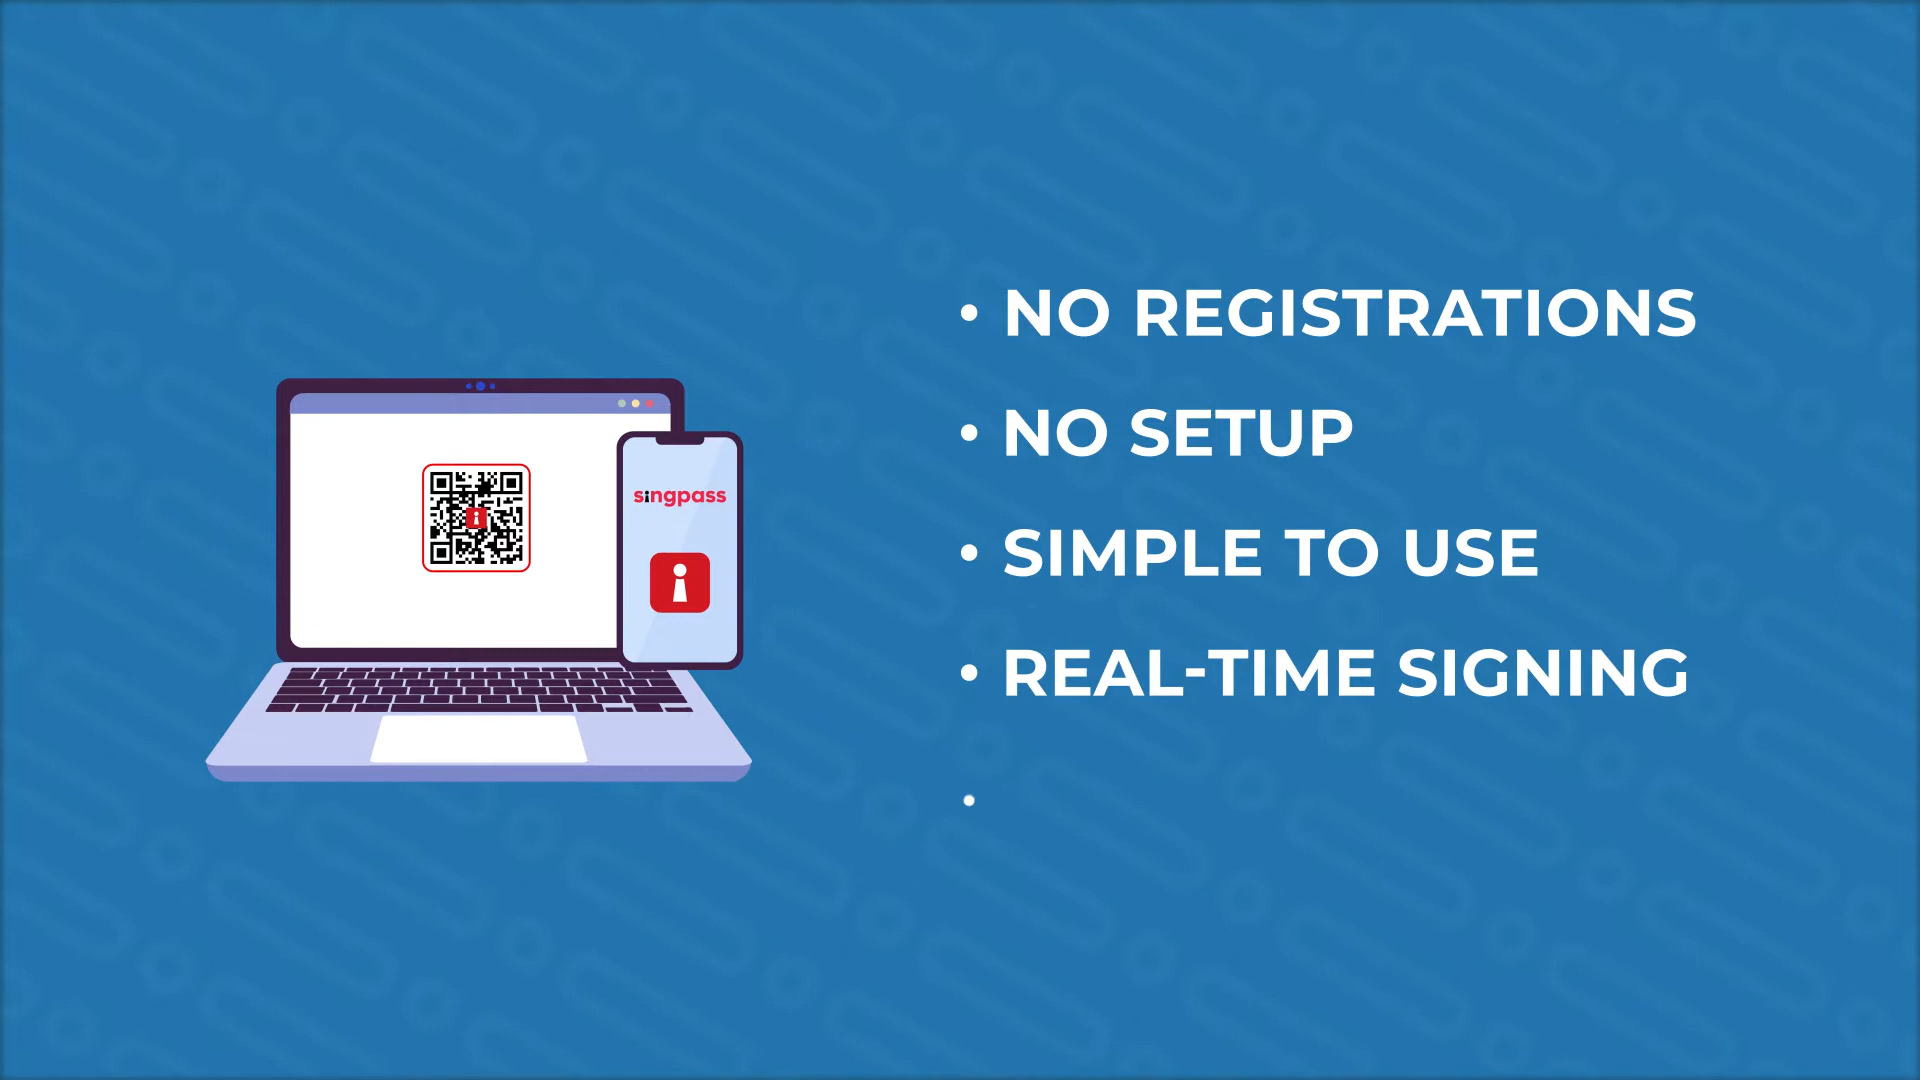 singpass
• NO REGISTRATIONS
• NO SETUP
• SIMPLE TO USE
• REAL-TIME SIGNING
•